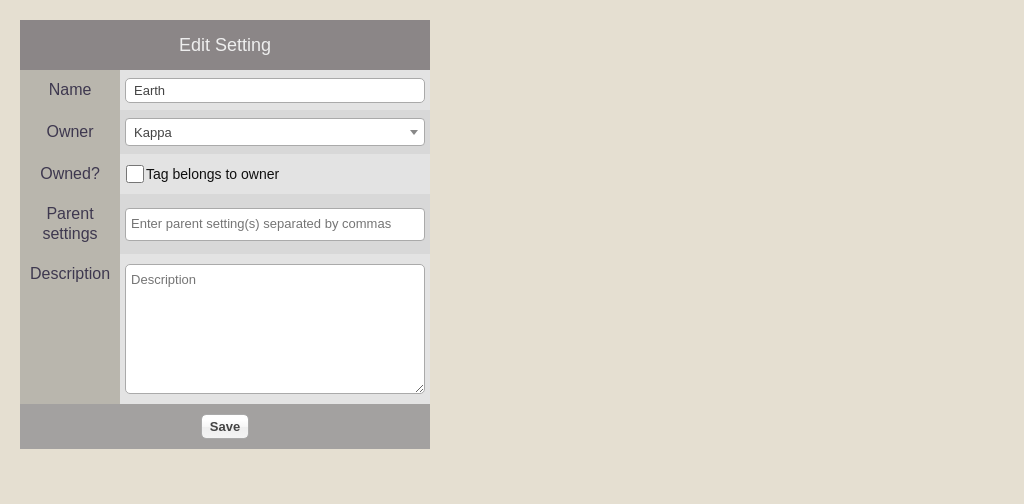 Edit Setting
Name
Earth
Owner
Kappa
Owned?
Tag belongs to owner
Parent
settings
Enter parent setting(s) separated by commas
Description
Description
Save